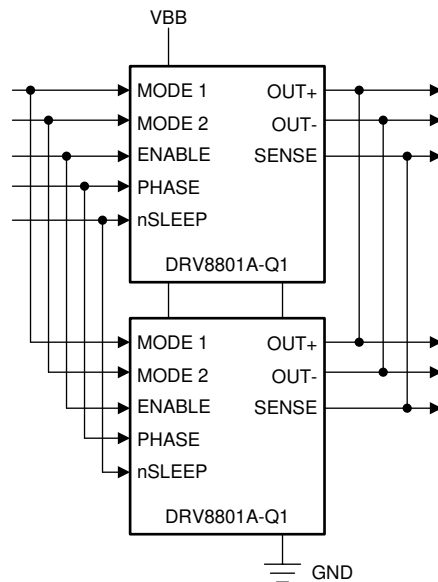 VBB
MODE 1
OUT+
MODE 2
OUT-
ENABLE
SENSE
PHASE
nSLEEP
DRV8801A-Q1
MODE 1
OUT+
MODE 2
OUT-
ENABLE
SENSE
PHASE
nSLEEP
DRV8801A-Q1
GND